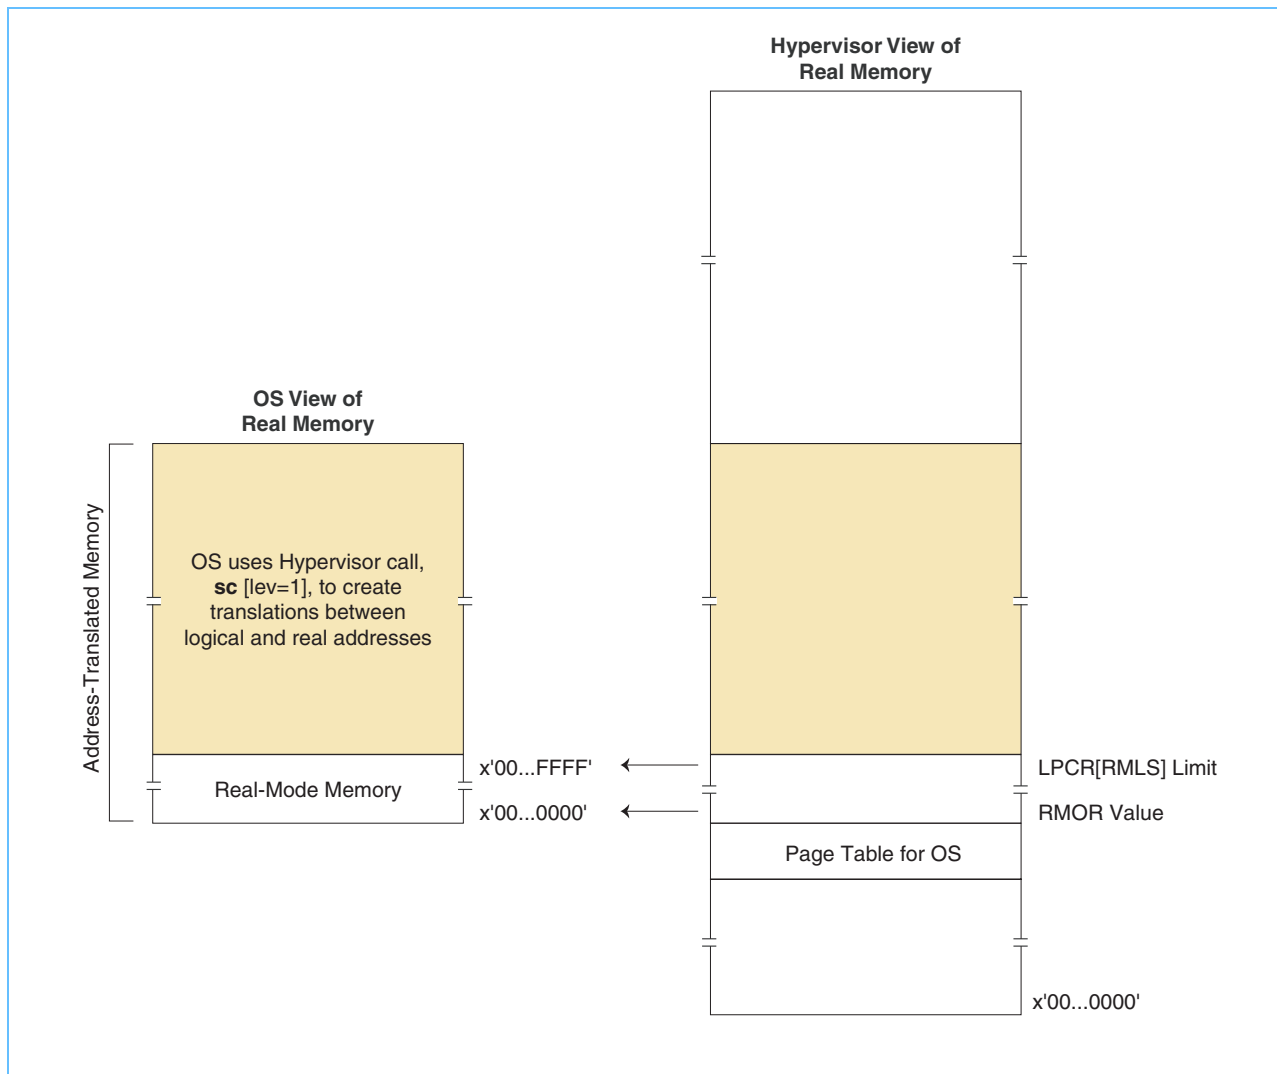 Hypervisor View of
Real Memory
OS View of
Real Memory
Address-Translated Memory
OS uses Hypervisor call,
sc [lev=1], to create
translations between
logical and real addresses
x'00...FFFF'
LPCR[RMLS] Limit
Real-Mode Memory
x'00...0000'
RMOR Value
Page Table for OS
x'00...0000'